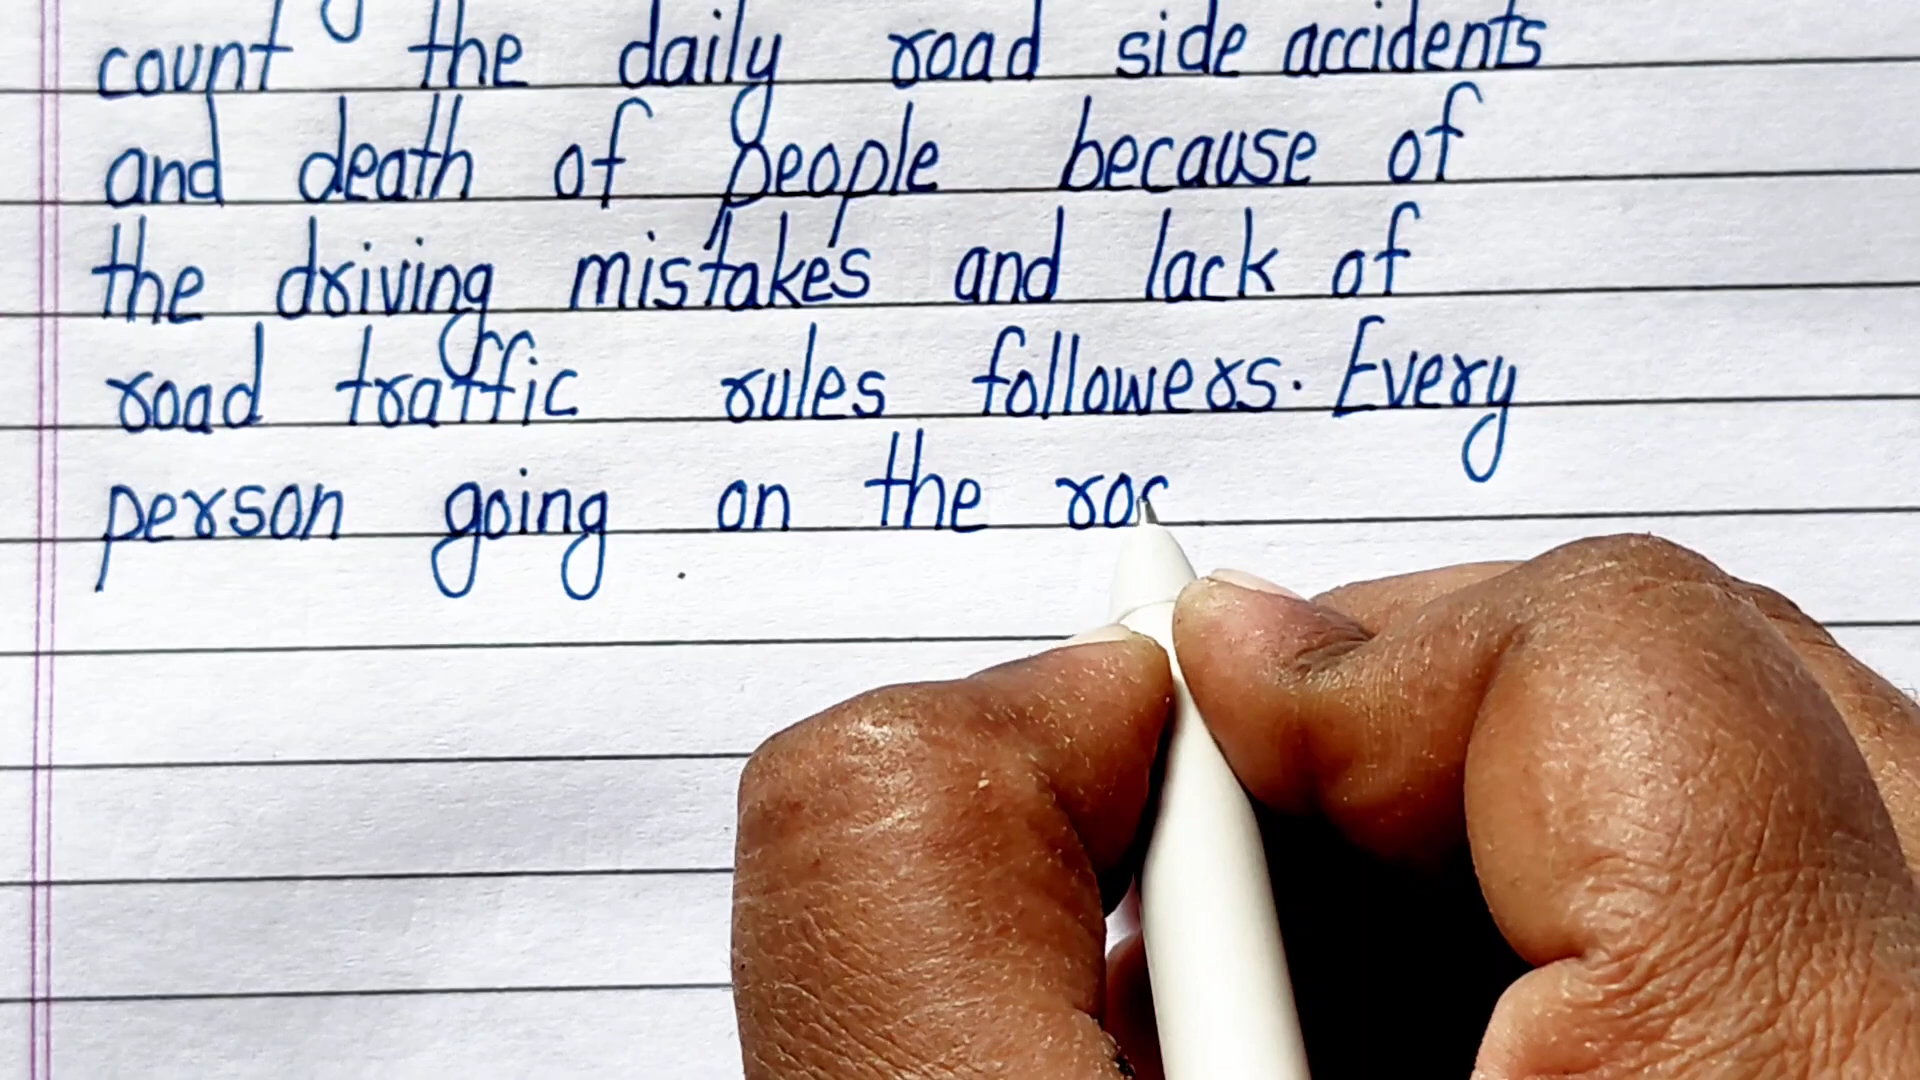 count the daily road side accidents
and death of people because of
the driving mistakes and lack of
road traffic rules followers. Every
person going on the roa